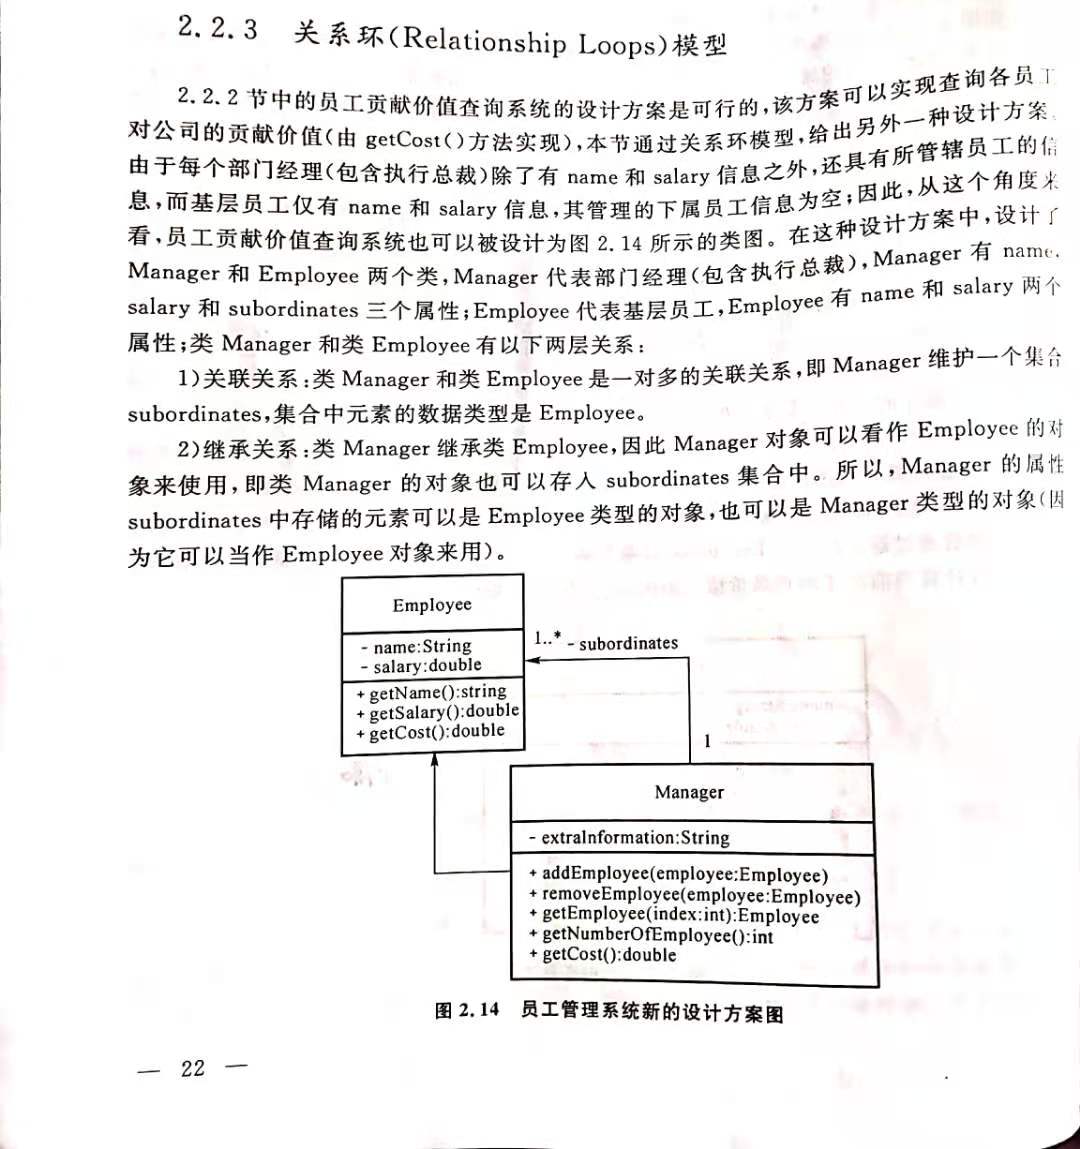 2.2.3 关系环(Relationship Loops)模型
2.2.2 节中的员工贡献价值查询系统的设计方案是可行的,该方案可以实现查询各员工
对公司的贡献价值(由 getCost()方法实现),本节通过关系环模型,给出另外一种设计方案。
由于每个部门经理(包含执行总裁)除了有 name 和 salary 信息之外,还具有所管辖员工的信
息,而基层员工仅有 name 和 salary 信息,其管理的下属员工信息为空;因此,从这个角度来
看,员工贡献价值查询系统也可以被设计为图 2.14 所示的类图。在这种设计方案中,设计了
Manager 和 Employee 两个类,Manager 代表部门经理(包含执行总裁),Manager 有 name、
salary 和 subordinates 三个属性;Employee 代表基层员工,Employee 有 name 和 salary 两个
属性;类 Manager 和类 Employee 有以下两层关系:
1)关联关系:类 Manager 和类 Employee 是一对多的关联关系,即 Manager 维护一个集合
subordinates,集合中元素的数据类型是 Employee。
2)继承关系:类 Manager 继承类 Employee,因此 Manager 对象可以看作 Employee 的对
象来使用,即类 Manager 的对象也可以存入 subordinates 集合中。所以,Manager 的属性
subordinates 中存储的元素可以是 Employee 类型的对象,也可以是 Manager 类型的对象(因
为它可以当作 Employee 对象来用)。
Employee
- name:String
- salary:double
+ getName():string
+ getSalary():double
+ getCost():double
1..* - subordinates
1
Manager
- extraInformation:String
+ addEmployee(employee:Employee)
+ removeEmployee(employee:Employee)
+ getEmployee(index:int):Employee
+ getNumberOfEmployee():int
+ getCost():double
图 2.14 员工管理系统新的设计方案图
— 22 —